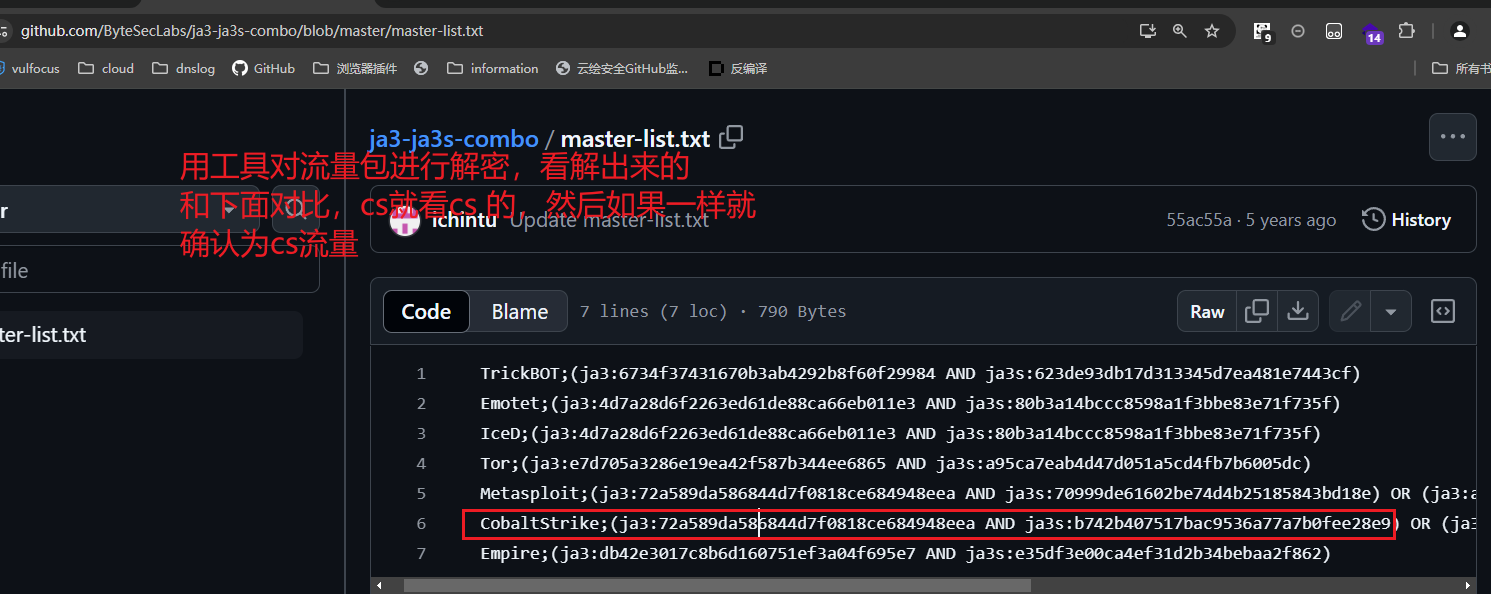 github.com/ByteSecLabs/ja3-ja3s-combo/blob/master/master-list.txt
9
14
vulfocus
cloud
dnslog
GitHub
浏览器插件
information
云绘安全GitHub监...
反编译
所有书
ja3-ja3s-combo / master-list.txt
用工具对流量包进行解密，看解出来的
和下面对比，cs就看cs 的，然后如果一样就
确认为cs流量
r
file
ter-list.txt
ichintu Update master-list.txt
55ac55a · 5 years ago
History
Code
Blame
7 lines (7 loc) · 790 Bytes
Raw
1 TrickBOT;(ja3:6734f37431670b3ab4292b8f60f29984 AND ja3s:623de93db17d313345d7ea481e7443cf)
2 Emotet;(ja3:4d7a28d6f2263ed61de88ca66eb011e3 AND ja3s:80b3a14bccc8598a1f3bbe83e71f735f)
3 IceD;(ja3:4d7a28d6f2263ed61de88ca66eb011e3 AND ja3s:80b3a14bccc8598a1f3bbe83e71f735f)
4 Tor;(ja3:e7d705a3286e19ea42f587b344ee6865 AND ja3s:a95ca7eab4d47d051a5cd4fb7b6005dc)
5 Metasploit;(ja3:72a589da586844d7f0818ce684948eea AND ja3s:70999de61602be74d4b25185843bd18e) OR (ja3:a
6 CobaltStrike;(ja3:72a589da586844d7f0818ce684948eea AND ja3s:b742b407517bac9536a77a7b0fee28e9) OR (ja3
7 Empire;(ja3:db42e3017c8b6d160751ef3a04f695e7 AND ja3s:e35df3e00ca4ef31d2b34bebaa2f862)